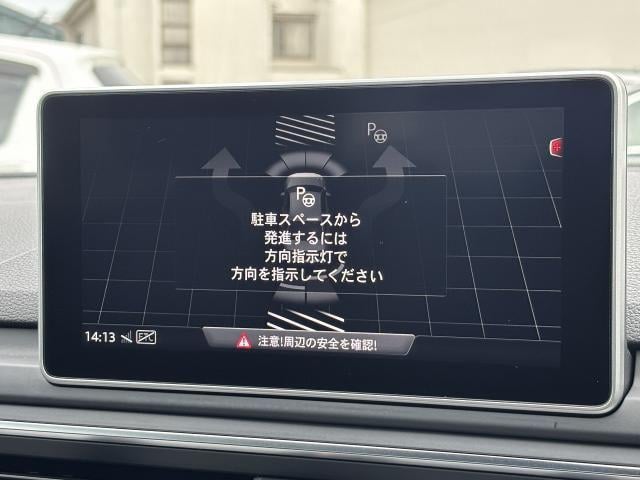 P
P
駐車スペースから
発進するには
方向指示灯で
方向を指示してください
14:13 ETC
注意!周辺の安全を確認!